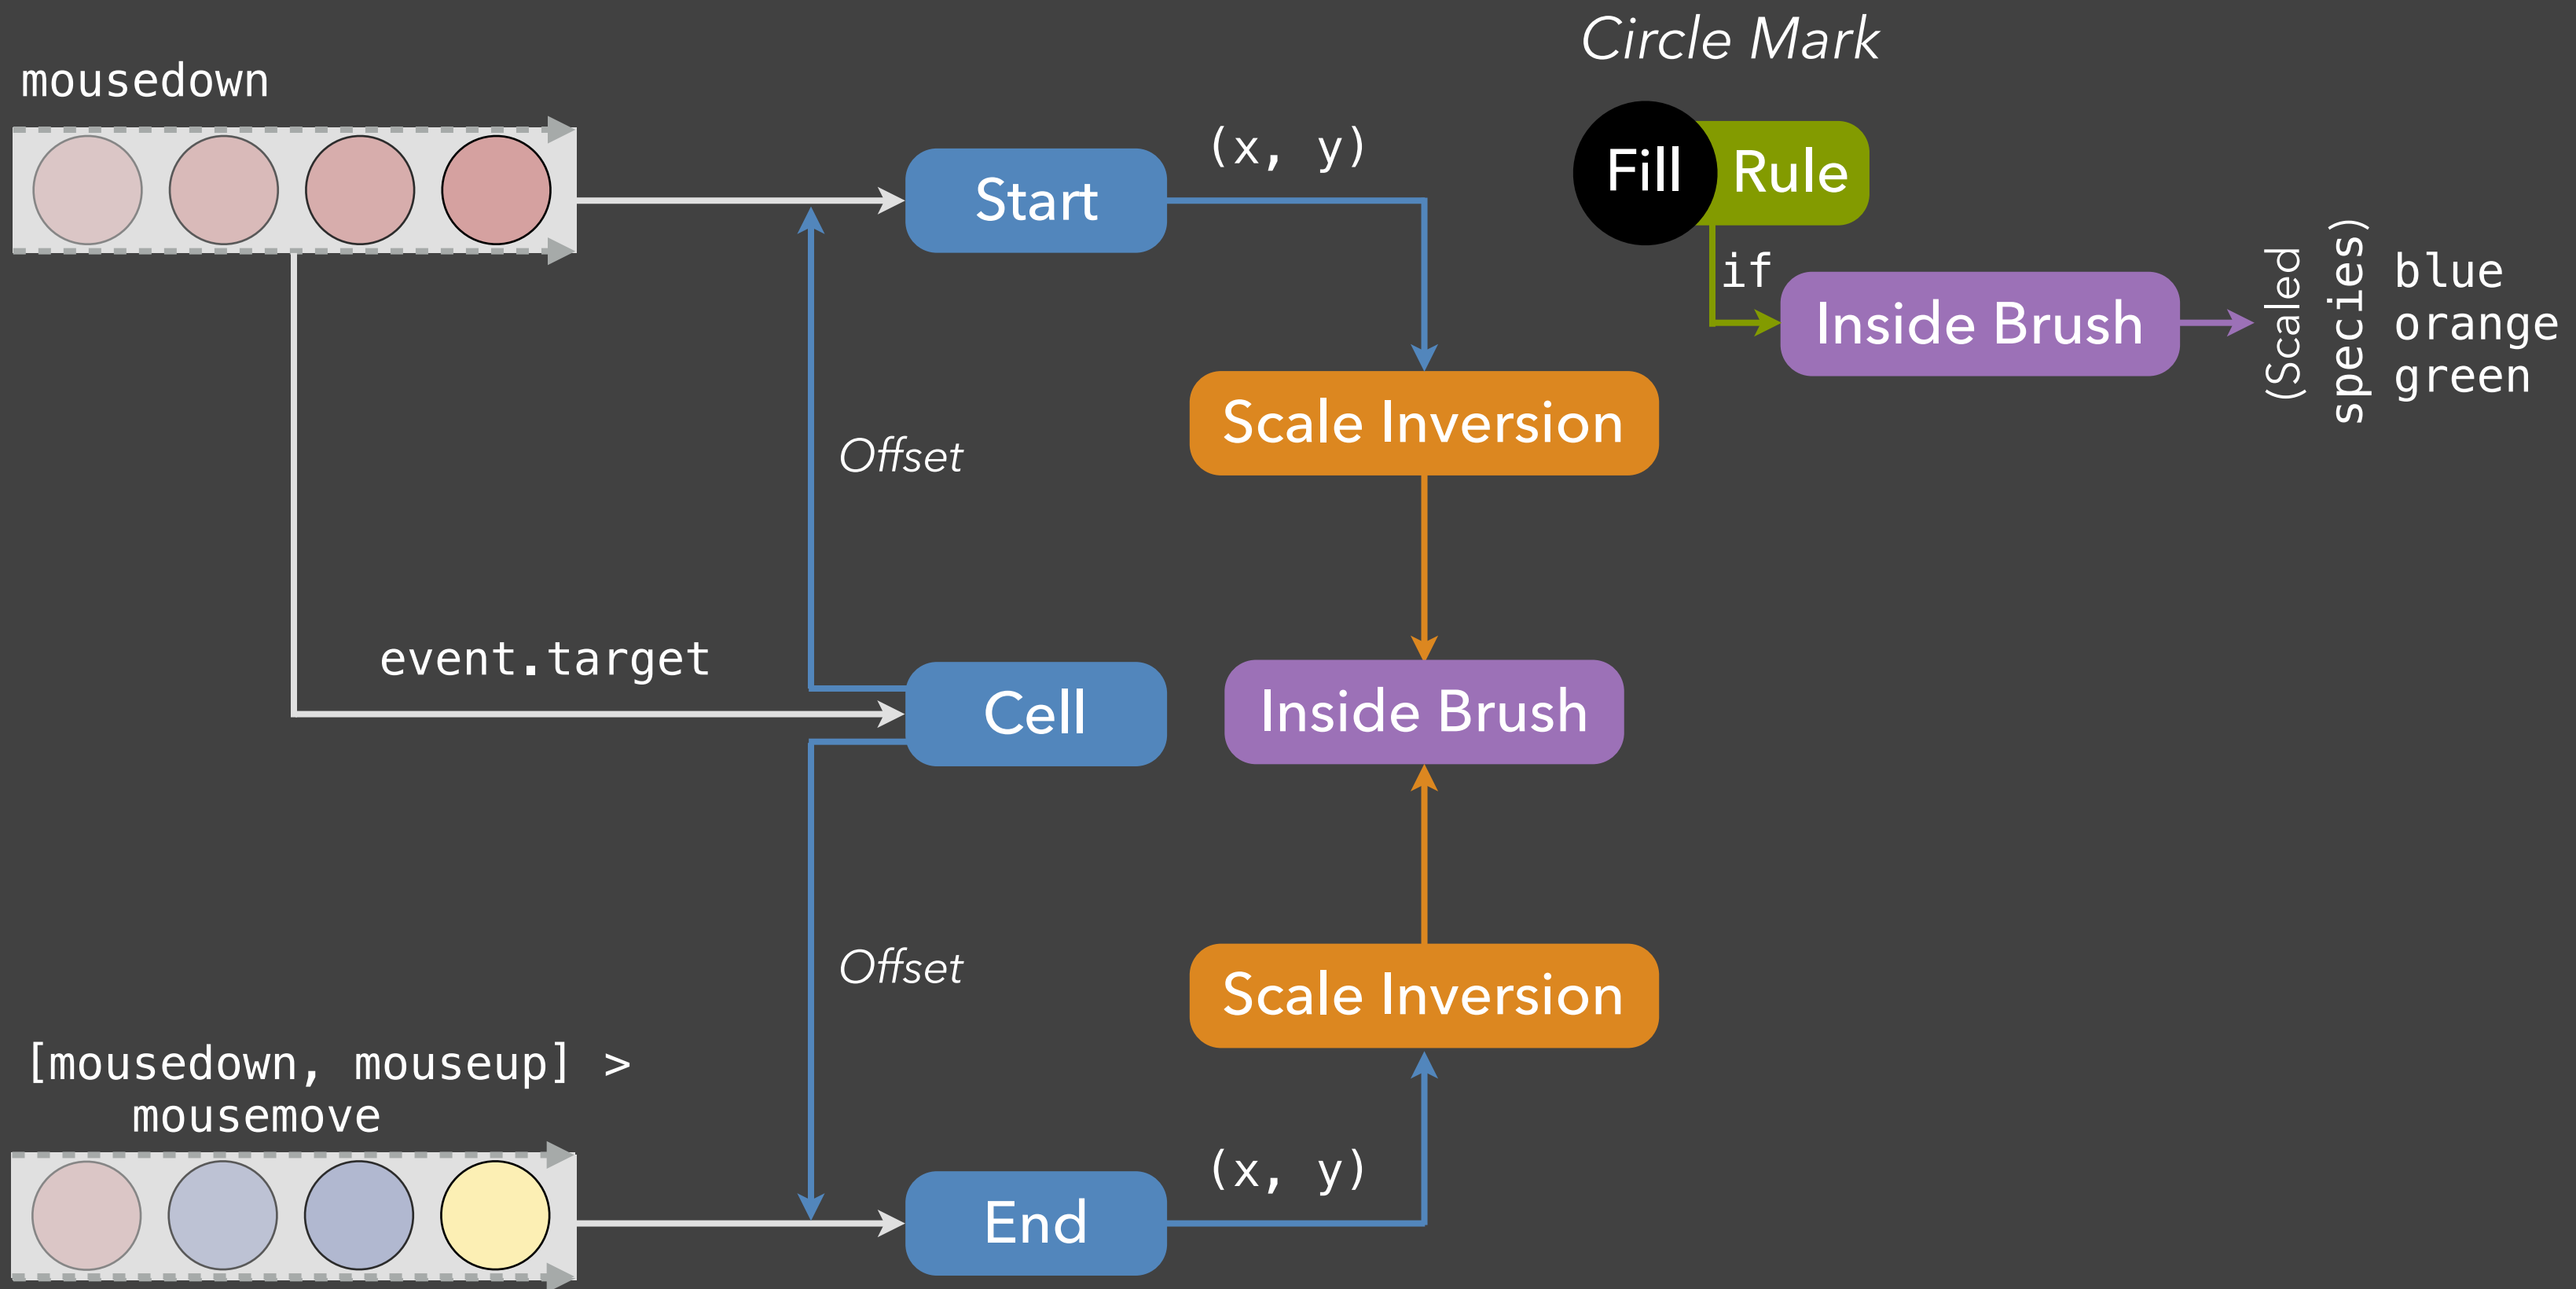 Circle Mark
mousedown
Start
(x, y)
Fill
Rule
if
Inside Brush
(Scaled
species)
blue
orange
green
Scale Inversion
Offset
event.target
Cell
Inside Brush
Offset
Scale Inversion
[mousedown, mouseup] >
mousemove
(x, y)
End